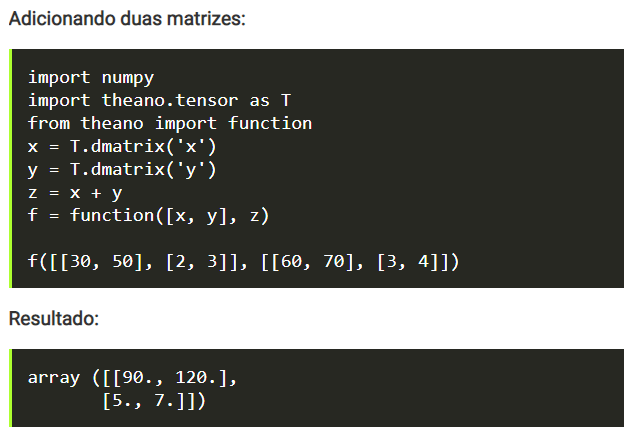 Adicionando duas matrizes:
import numpy
import theano.tensor as T
from theano import function
x = T.dmatrix('x')
y = T.dmatrix('y')
z = x + y
f = function([x, y], z)
f([[30, 50], [2, 3]], [[60, 70], [3, 4]])
Resultado:
array ([[90., 120.],
[5., 7.]])